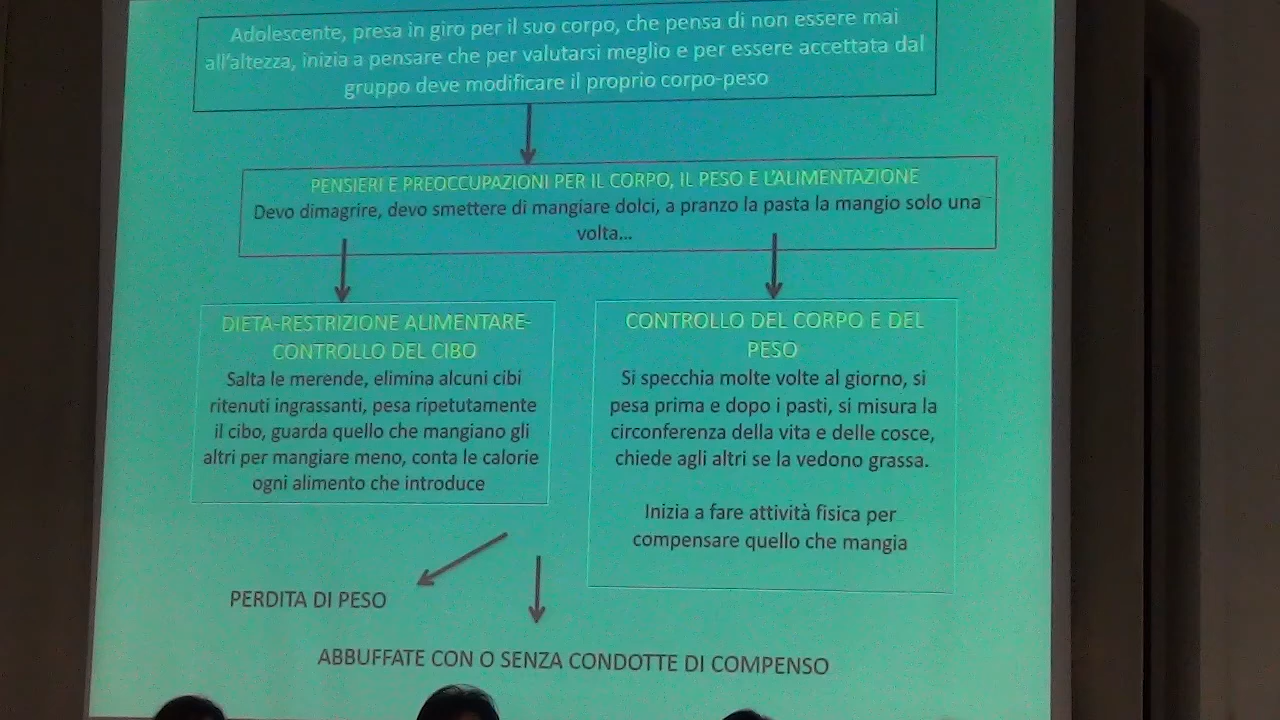 Adolescente, presa in giro per il suo corpo, che pensa di non essere mai
all'altezza, inizia a pensare che per valutarsi meglio e per essere accettata dal
gruppo deve modificare il proprio corpo-peso
PENSIERI E PREOCCUPAZIONI PER IL CORPO, IL PESO E L'ALIMENTAZIONE
Devo dimagrire, devo smettere di mangiare dolci, a pranzo la pasta la mangio solo una
volta...
DIETA-RESTRIZIONE ALIMENTARE-
CONTROLLO DEL CIBO
Salta le merende, elimina alcuni cibi
ritenuti ingrassanti, pesa ripetutamente
il cibo, guarda quello che mangiano gli
altri per mangiare meno, conta le calorie
ogni alimento che introduce
CONTROLLO DEL CORPO E DEL
PESO
Si specchia molte volte al giorno, si
pesa prima e dopo i pasti, si misura la
circonferenza della vita e delle cosce,
chiede agli altri se la vedono grassa.
Inizia a fare attività fisica per
compensare quello che mangia
PERDITA DI PESO
ABBUFFATE CON O SENZA CONDOTTE DI COMPENSO